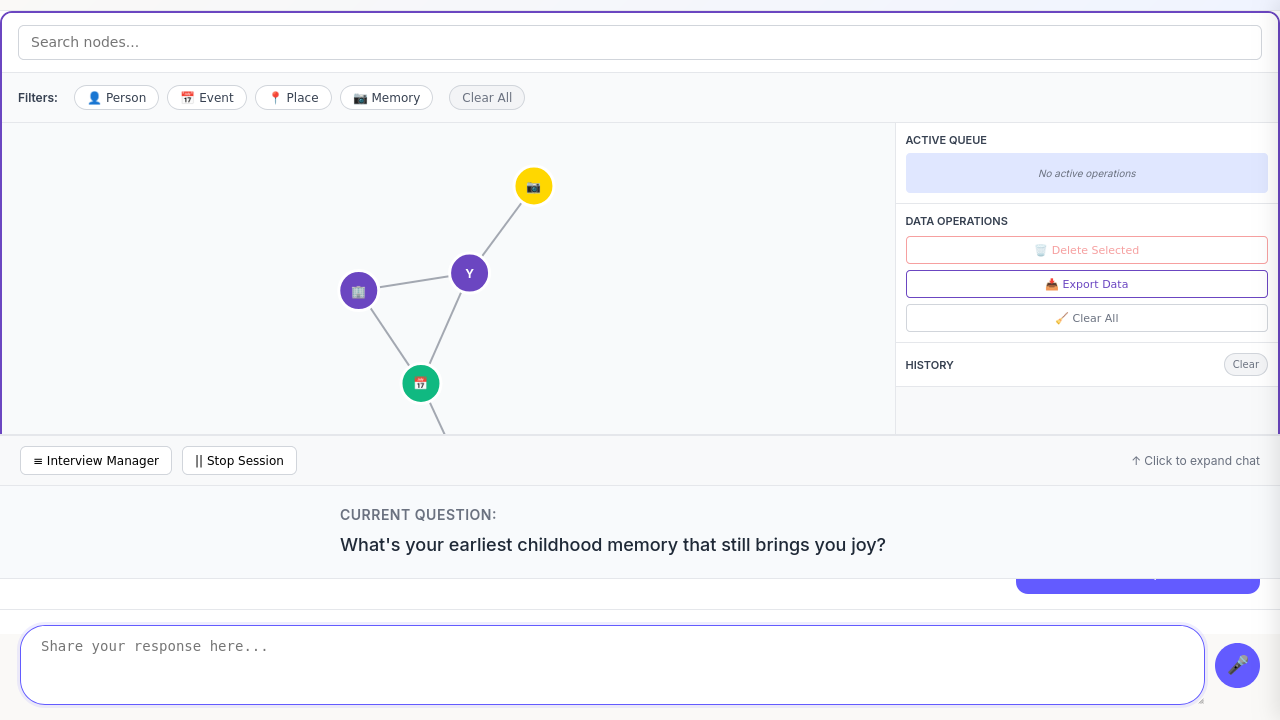 Search nodes...
Filters:
👤 Person
📅 Event
📍 Place
📷 Memory
Clear All
ACTIVE QUEUE
No active operations
DATA OPERATIONS
🗑️ Delete Selected
📥 Export Data
🧹 Clear All
HISTORY
Clear
Y
≡ Interview Manager
|| Stop Session
↑ Click to expand chat
CURRENT QUESTION:
What's your earliest childhood memory that still brings you joy?
Share your response here...